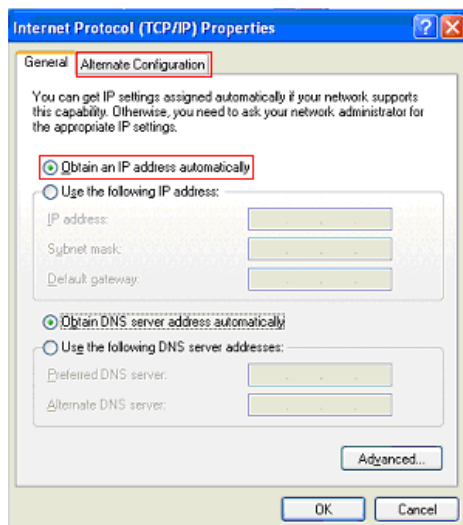 Internet Protocol (TCP/IP) Properties
General
Alternate Configuration
You can get IP settings assigned automatically if your network supports
this capability. Otherwise, you need to ask your network administrator for
the appropriate IP settings.
Obtain an IP address automatically
Use the following IP address:
IP address:
Subnet mask:
Default gateway:
Obtain DNS server address automatically
Use the following DNS server addresses:
Preferred DNS server:
Alternate DNS server:
Advanced...
OK
Cancel